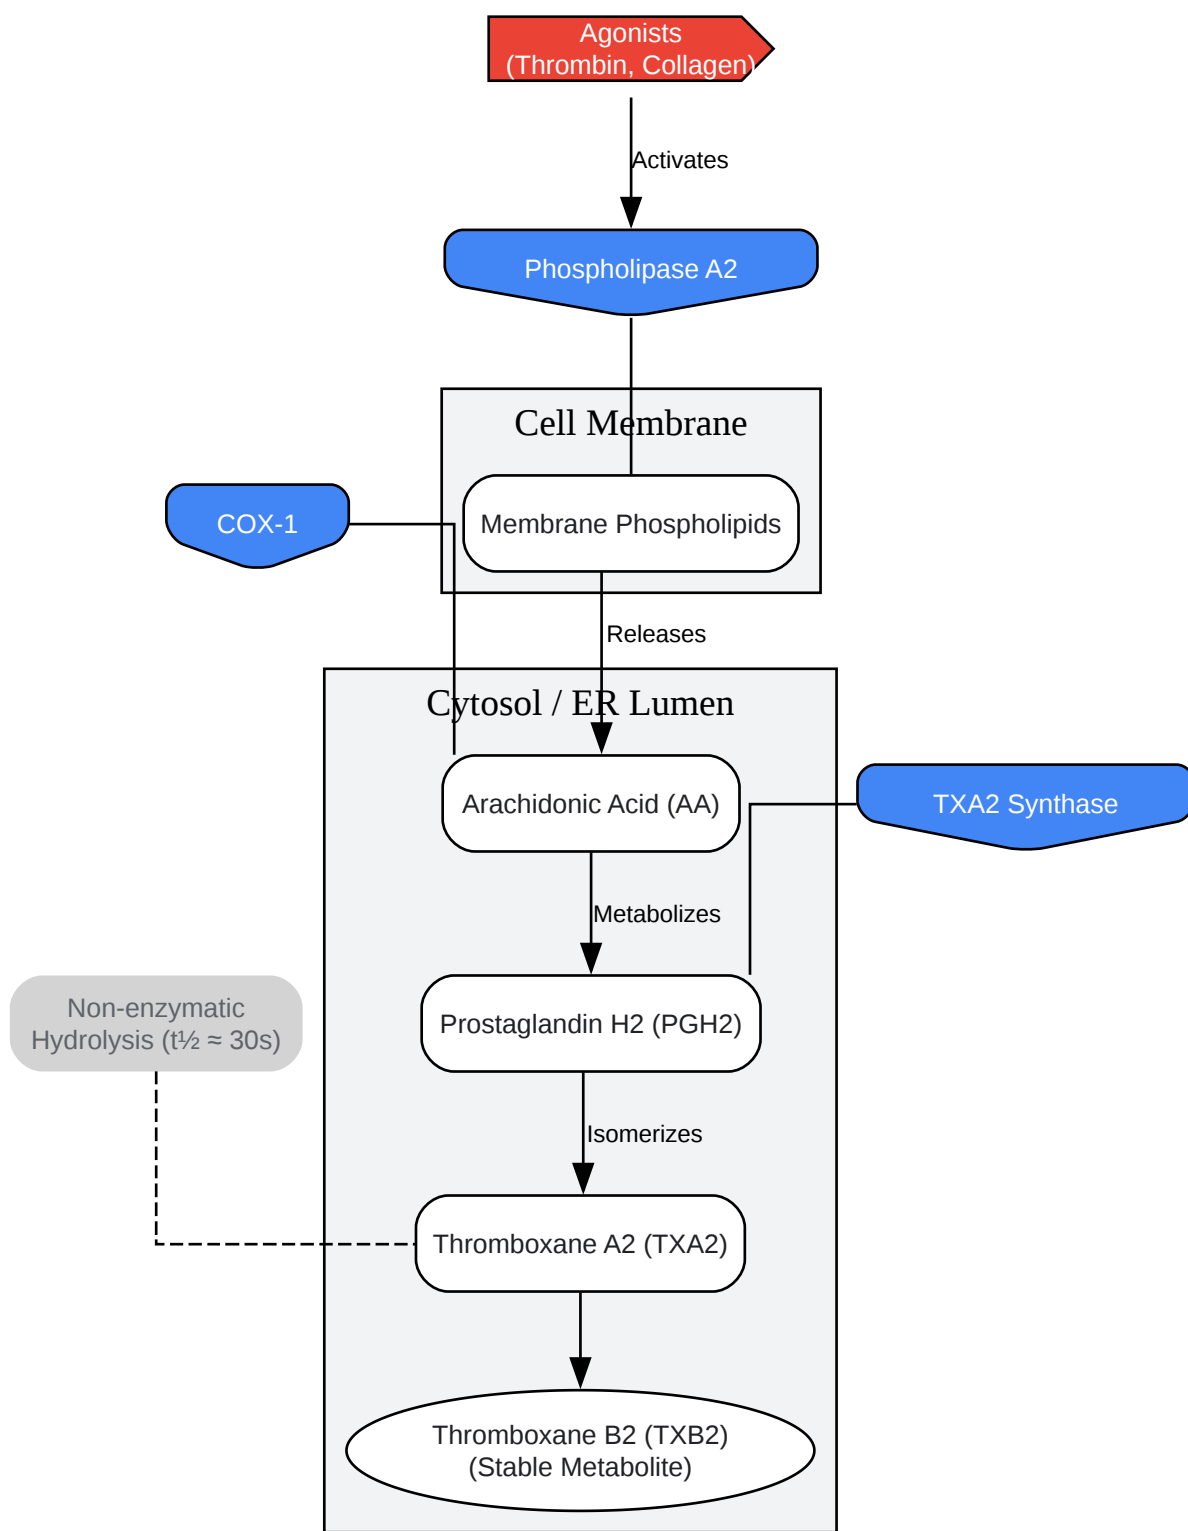 Agonists
(Thrombin, Collagen)
Activates
Phospholipase A2
Cell Membrane
COX-1
Membrane Phospholipids
Releases
Cytosol / ER Lumen
Arachidonic Acid (AA)
TXA2 Synthase
Metabolizes
Non-enzymatic
Hydrolysis (t½ ≈ 30s)
Prostaglandin H2 (PGH2)
Isomerizes
Thromboxane A2 (TXA2)
Thromboxane B2 (TXB2)
(Stable Metabolite)